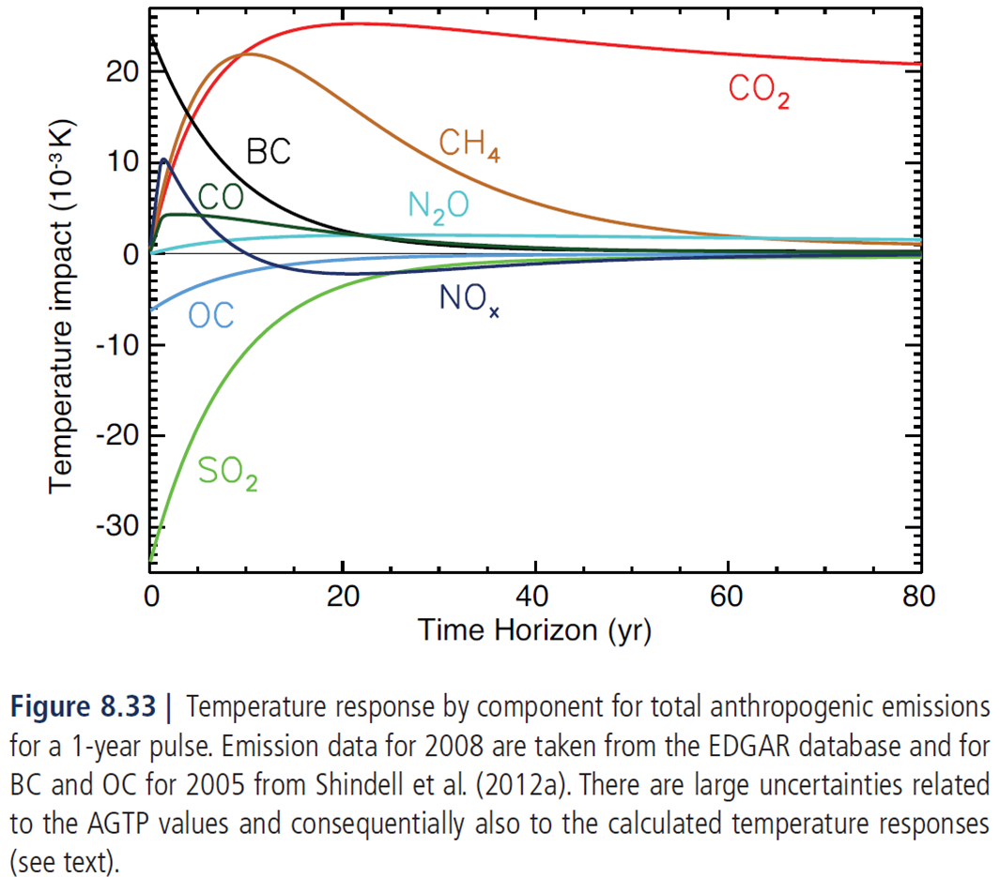 20
10
0
-10
-20
-30
Temperature impact (10⁻³ K)
CO₂
BC
CH₄
CO
N₂O
OC
NOₓ
SO₂
0 20 40 60 80
Time Horizon (yr)
Figure 8.33 | Temperature response by component for total anthropogenic emissions
for a 1-year pulse. Emission data for 2008 are taken from the EDGAR database and for
BC and OC for 2005 from Shindell et al. (2012a). There are large uncertainties related
to the AGTP values and consequentially also to the calculated temperature responses
(see text).